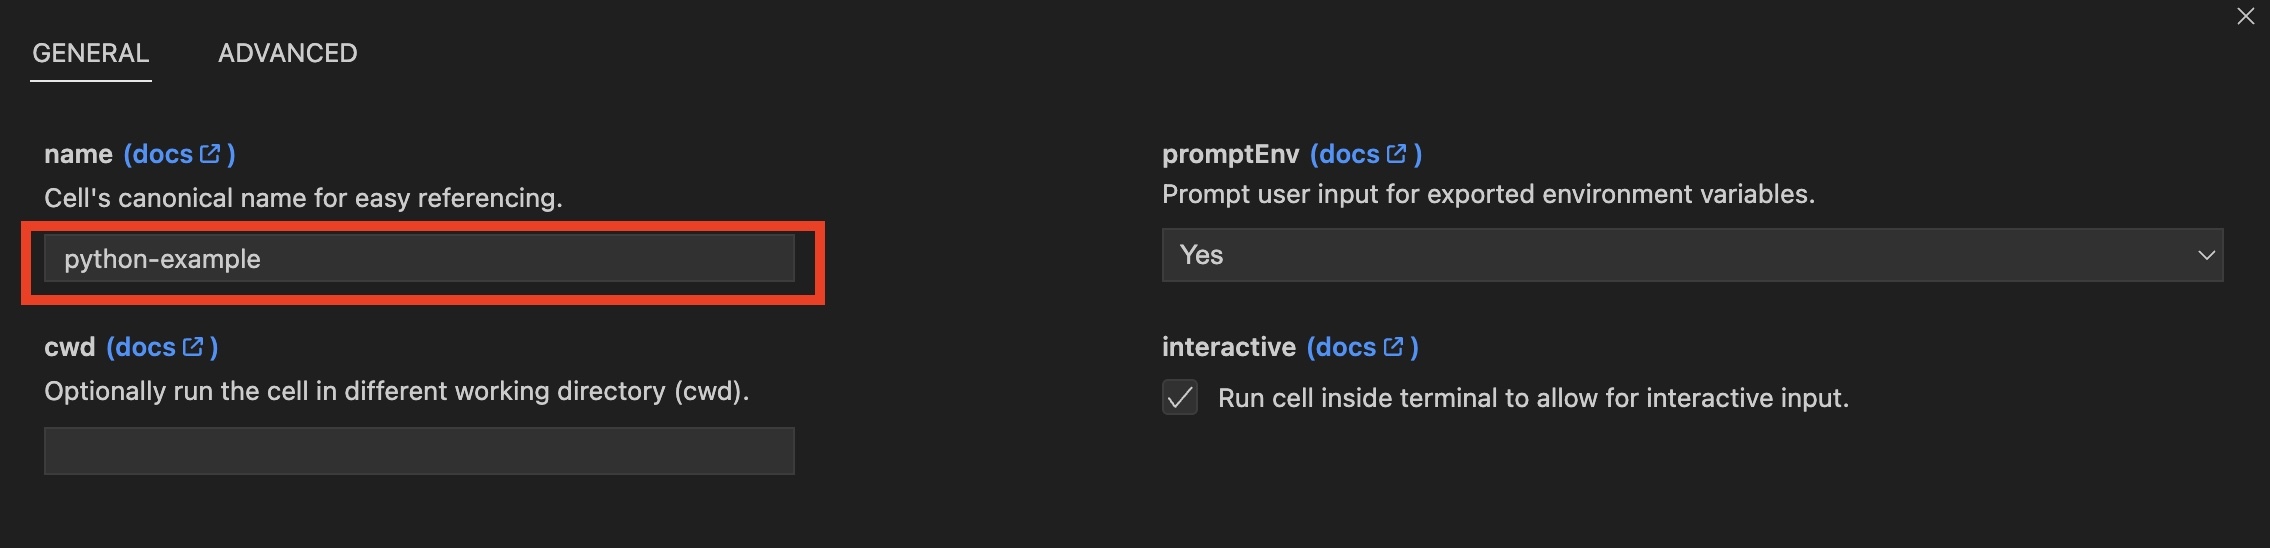 GENERAL ADVANCED
name (docs )
Cell's canonical name for easy referencing.
python-example
cwd (docs )
Optionally run the cell in different working directory (cwd).
promptEnv (docs )
Prompt user input for exported environment variables.
Yes
interactive (docs )
Run cell inside terminal to allow for interactive input.